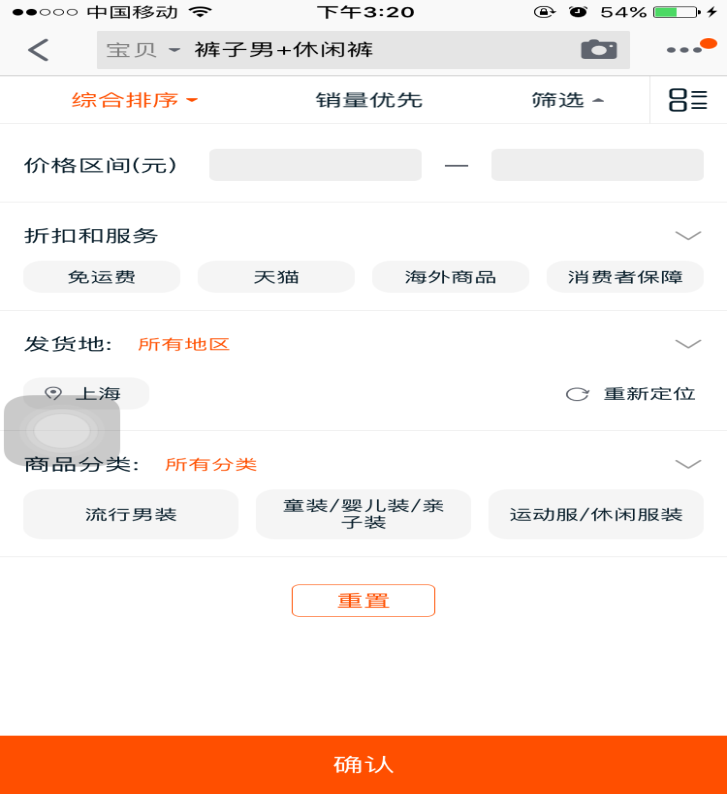 中国移动 下午3:20 54%
宝贝 裤子男+休闲裤
综合排序 销量优先 筛选
价格区间(元) —
折扣和服务
免运费 天猫 海外商品 消费者保障
发货地: 所有地区
上海 重新定位
商品分类: 所有分类
流行男装 童装/婴儿装/亲 运动服/休闲服装
子装
重置
确认